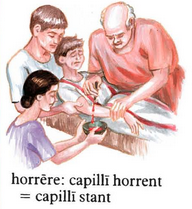 horrēre: capillī horrent
= capillī stant